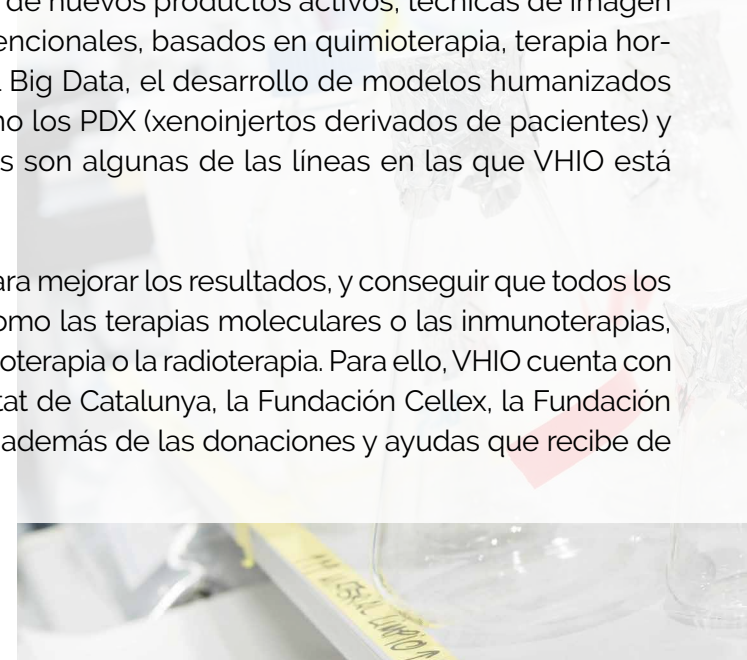 de nuevos productos activos, técnicas de imagen
encionales, basados en quimioterapia, terapia hor-
Big Data, el desarrollo de modelos humanizados
no los PDX (xenoinjertos derivados de pacientes) y
s son algunas de las líneas en las que VHIO está
ara mejorar los resultados, y conseguir que todos los
omo las terapias moleculares o las inmunoterapias,
oterapia o la radioterapia. Para ello, VHIO cuenta con
tat de Catalunya, la Fundación Cellex, la Fundación
además de las donaciones y ayudas que recibe de